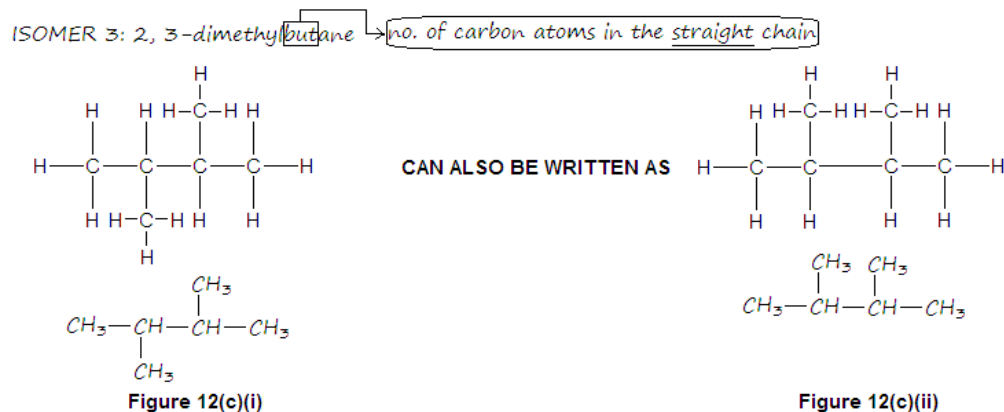 ISOMER 3: 2, 3-dimethylbutane no. of carbon atoms in the straight chain
H H
H H H-C-H H H H-C-H H-C-H H
H-C-C-C-C-H CAN ALSO BE WRITTEN AS H-C-C-C-C-H
H H-C-H H H H H H H
H
CH3 CH3 CH3
CH3-CH-CH-CH3 CH3-CH-CH-CH3
CH3
Figure 12(c)(i) Figure 12(c)(ii)